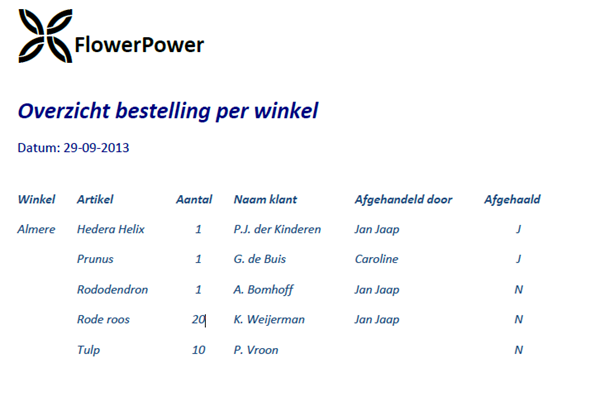 FlowerPower
Overzicht bestelling per winkel
Datum: 29-09-2013
Winkel Artikel Aantal Naam klant Afgehandeld door Afgehaald
Almere Hedera Helix 1 P.J. der Kinderen Jan Jaap J
Prunus 1 G. de Buis Caroline J
Rododendron 1 A. Bomhoff Jan Jaap N
Rode roos 20 K. Weijerman Jan Jaap N
Tulp 10 P. Vroon N